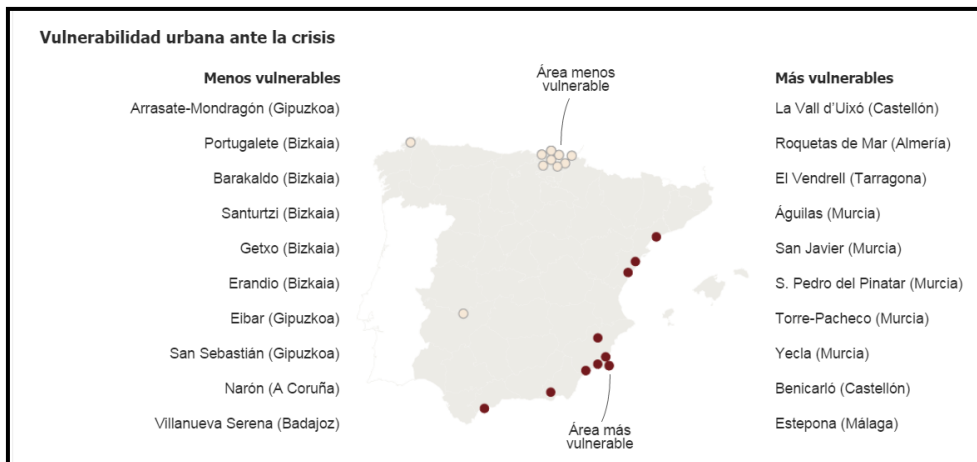 Vulnerabilidad urbana ante la crisis
Menos vulnerables
Arrasate-Mondragón (Gipuzkoa)
Portugalete (Bizkaia)
Barakaldo (Bizkaia)
Santurtzi (Bizkaia)
Getxo (Bizkaia)
Erandio (Bizkaia)
Eibar (Gipuzkoa)
San Sebastián (Gipuzkoa)
Narón (A Coruña)
Villanueva Serena (Badajoz)
Área menos
vulnerable
Área más
vulnerable
Más vulnerables
La Vall d'Uixó (Castellón)
Roquetas de Mar (Almería)
El Vendrell (Tarragona)
Águilas (Murcia)
San Javier (Murcia)
S. Pedro del Pinatar (Murcia)
Torre-Pacheco (Murcia)
Yecla (Murcia)
Benicarló (Castellón)
Estepona (Málaga)